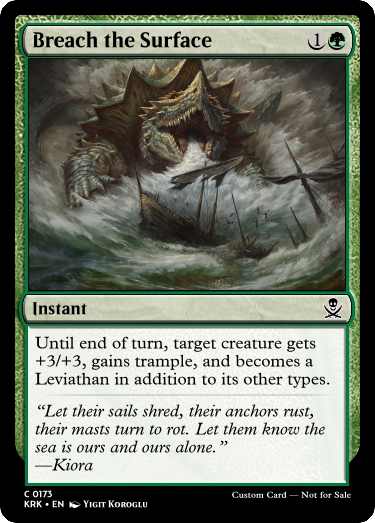 Breach the Surface 1
Instant
Until end of turn, target creature gets
+3/+3, gains trample, and becomes a
Leviathan in addition to its other types.
“Let their sails shred, their anchors rust,
their masts turn to rot. Let them know the
sea is ours and ours alone.”
—Kiora
C 0173
KRK • EN Yigit Koroglu
Custom Card — Not for Sale